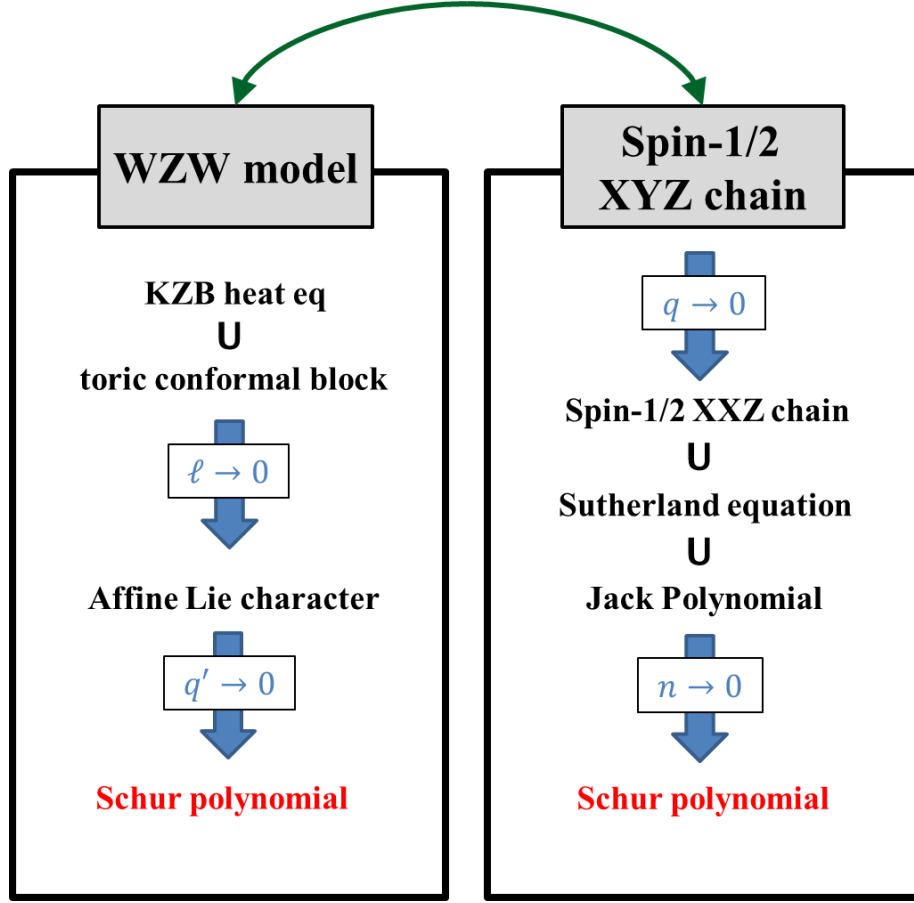 WZW model
KZB heat eq
∪
toric conformal block
ℓ → 0
Affine Lie character
q′ → 0
Schur polynomial
Spin-1/2
XYZ chain
q → 0
Spin-1/2 XXZ chain
∪
Sutherland equation
∪
Jack Polynomial
n → 0
Schur polynomial